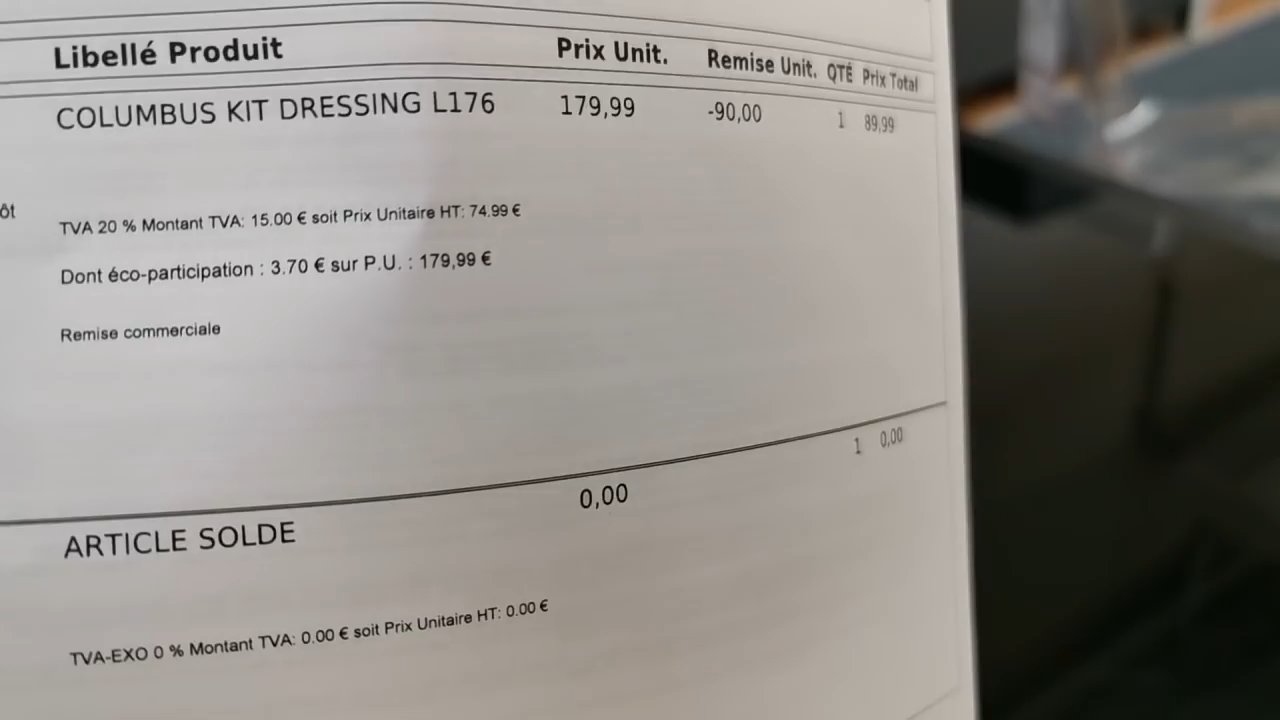 Libellé Produit Prix Unit. Remise Unit. QTÉ Prix Total
COLUMBUS KIT DRESSING L176 179,99 -90,00 1 89,99
ôt
TVA 20 % Montant TVA: 15.00 € soit Prix Unitaire HT: 74.99 €
Dont éco-participation : 3.70 € sur P.U. : 179,99 €
Remise commerciale
ARTICLE SOLDE 0,00 1 0,00
TVA-EXO 0 % Montant TVA: 0.00 € soit Prix Unitaire HT: 0.00 €